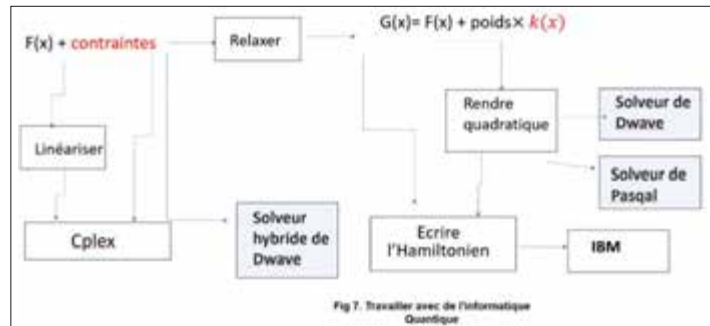 F(x) + contraintes
Relaxer
G(x)= F(x) + poids× k(x)
Linéariser
Rendre
quadratique
Solveur de
Dwave
Solveur de
Pasqal
Cplex
Solveur
hybride de
Dwave
Ecrire
l'Hamiltonien
IBM
Fig 7. Travailler avec de l'informatique
Quantique